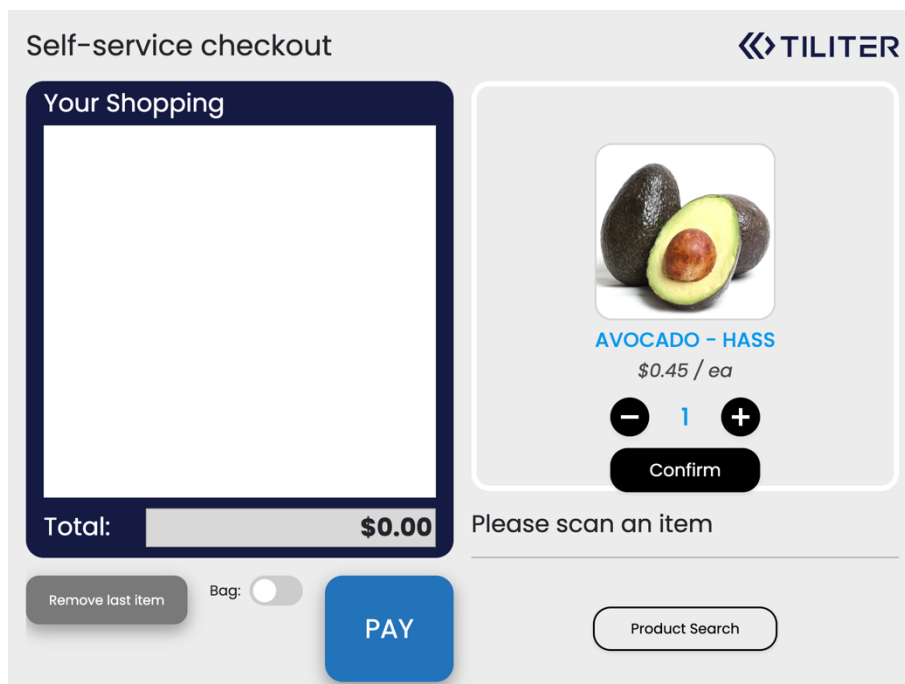 Self-service checkout
TILITER
Your Shopping
AVOCADO - HASS
$0.45 / ea
1
Confirm
Total:
$0.00
Please scan an item
Remove last item
Bag:
PAY
Product Search